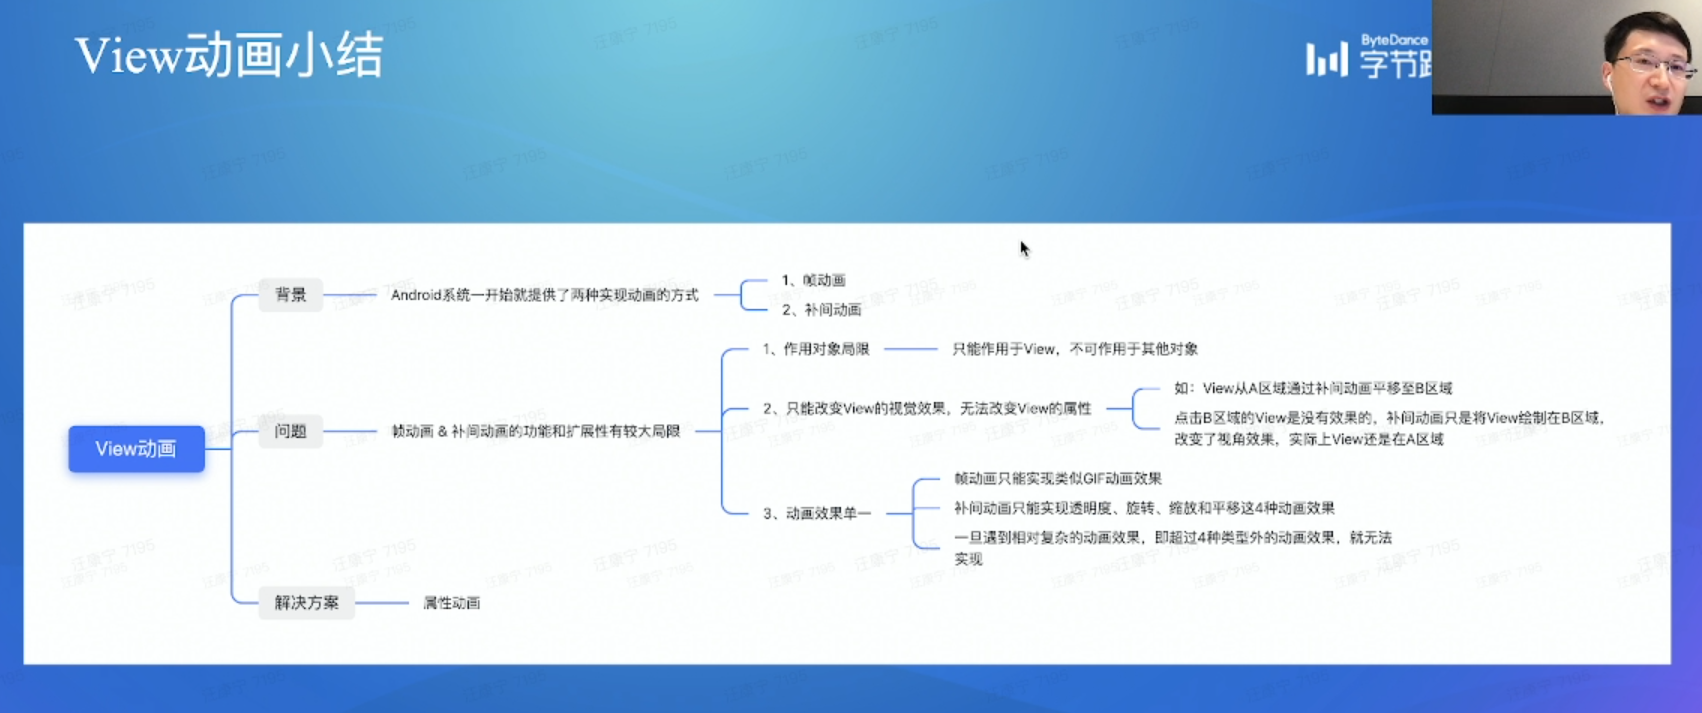 View动画小结
ByteDance
字节跳
View动画
背景
Android系统一开始就提供了两种实现动画的方式
1、帧动画
2、补间动画
问题
帧动画 & 补间动画的功能和扩展性有较大局限
1、作用对象局限
只能作用于View，不可作用于其他对象
2、只能改变View的视觉效果，无法改变View的属性
如：View从A区域通过补间动画平移至B区域
点击B区域的View是没有效果的，补间动画只是将View绘制在B区域，
改变了视角效果，实际上View还是在A区域
3、动画效果单一
帧动画只能实现类似GIF动画效果
补间动画只能实现透明度、旋转、缩放和平移这4种动画效果
一旦遇到相对复杂的动画效果，即超过4种类型外的动画效果，就无法
实现
解决方案
属性动画
汪康宁 7195